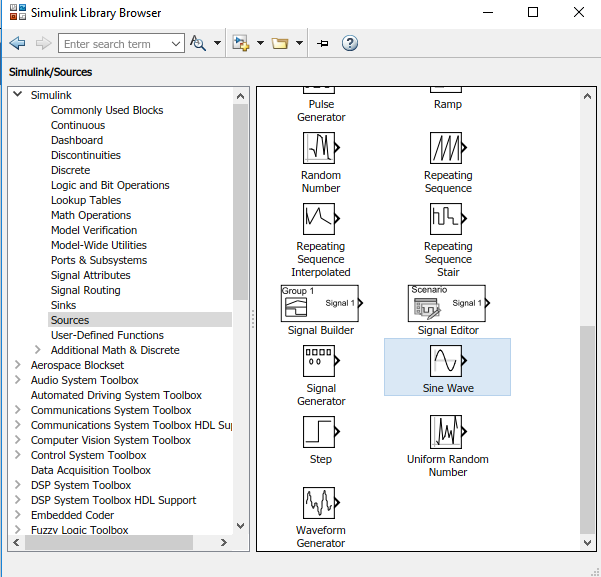 Simulink Library Browser
Enter search term
Simulink/Sources
Simulink
Commonly Used Blocks
Continuous
Dashboard
Discontinuities
Discrete
Logic and Bit Operations
Lookup Tables
Math Operations
Model Verification
Model-Wide Utilities
Ports & Subsystems
Signal Attributes
Signal Routing
Sinks
Sources
User-Defined Functions
Additional Math & Discrete
Aerospace Blockset
Audio System Toolbox
Automated Driving System Toolbox
Communications System Toolbox
Communications System Toolbox HDL Su
Computer Vision System Toolbox
Control System Toolbox
Data Acquisition Toolbox
DSP System Toolbox
DSP System Toolbox HDL Support
Embedded Coder
Fuzzy Logic Toolbox
Pulse
Generator
Ramp
Random
Number
Repeating
Sequence
Repeating
Sequence
Interpolated
Repeating
Sequence
Stair
Group 1
Signal 1
Signal Builder
Scenario
Signal 1
Signal Editor
Signal
Generator
Sine Wave
Step
Uniform Random
Number
Waveform
Generator